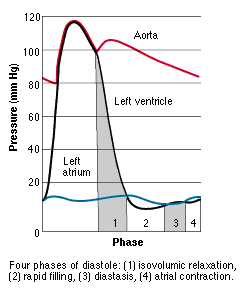 120
100
80
60
40
20
0
Pressure (mm Hg)
Aorta
Left ventricle
Left
atrium
1
2
3
4
Phase
Four phases of diastole: (1) isovolumic relaxation,
(2) rapid filling, (3) diastasis, (4) atrial contraction.